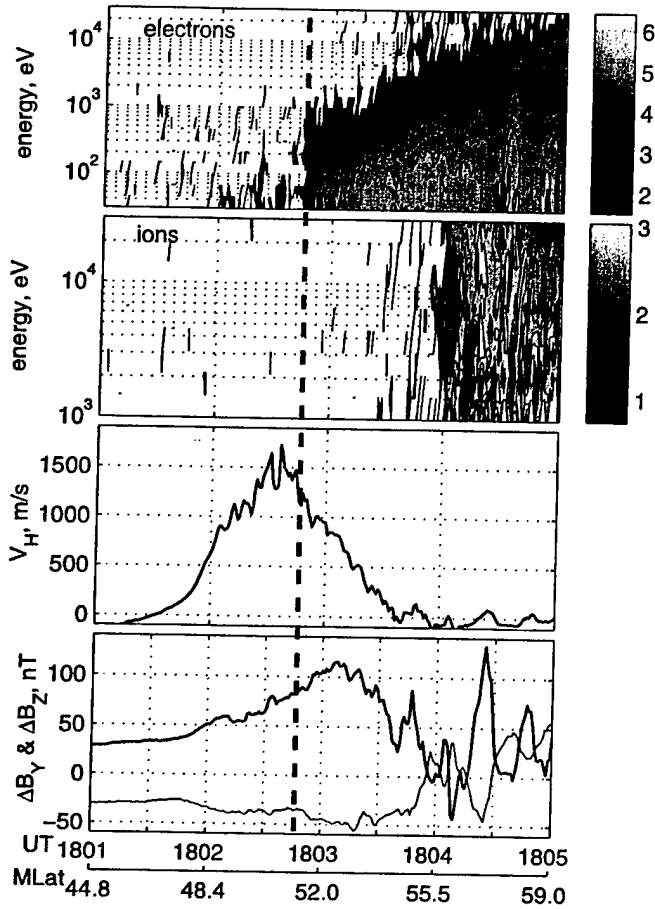 electrons
energy, eV
10⁴
10³
10²
6
5
4
3
2
ions
energy, eV
10⁴
10³
3
2
1
V_H, m/s
1500
1000
500
0
ΔB_Y & ΔB_Z, nT
100
50
0
−50
UT 1801 1802 1803 1804 1805
MLat 44.8 48.4 52.0 55.5 59.0